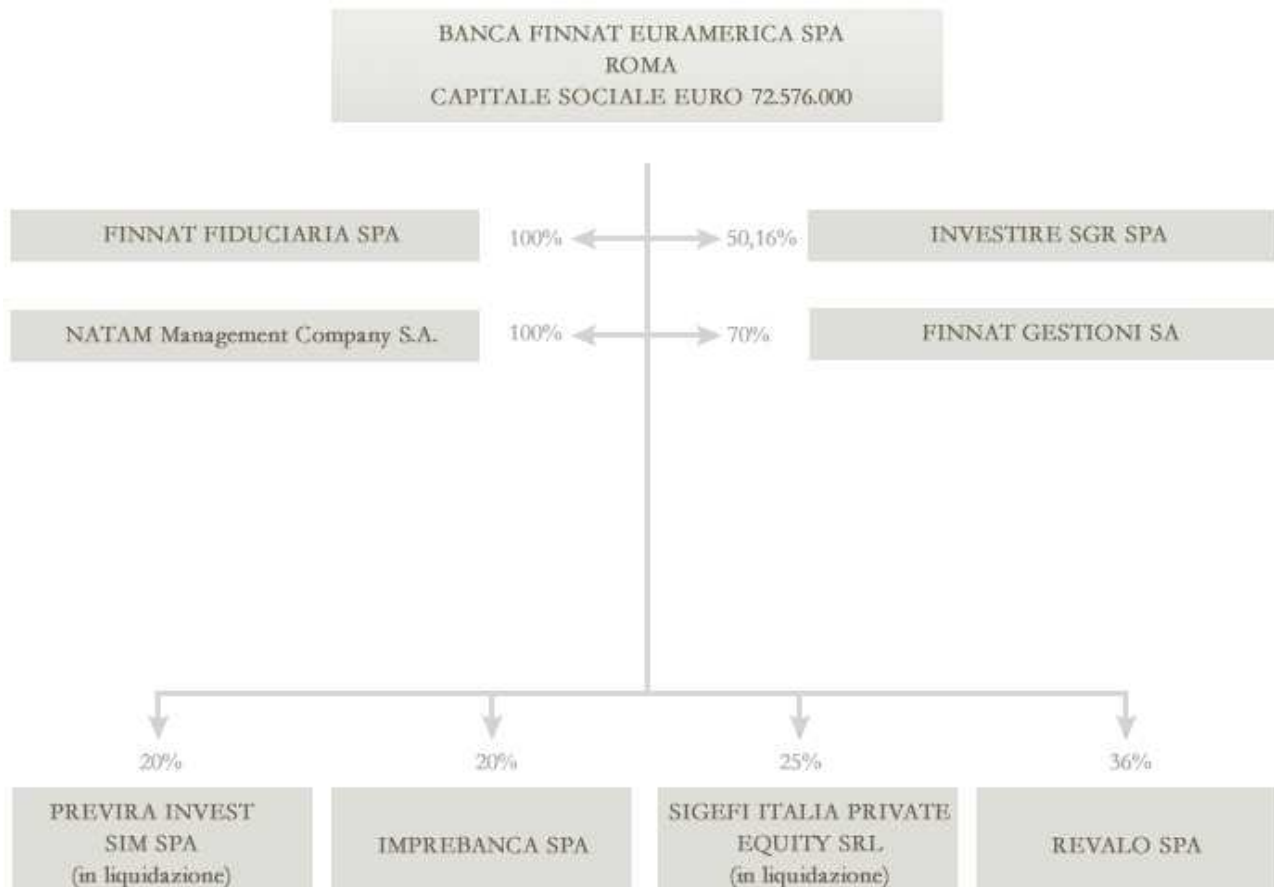 BANCA FINNAT EURAMERICA SPA
ROMA
CAPITALE SOCIALE EURO 72.576.000
FINNAT FIDUCIARIA SPA
100%
50,16%
INVESTIRE SGR SPA
NATAM Management Company S.A.
100%
70%
FINNAT GESTIONI SA
20%
20%
25%
36%
PREVIRA INVEST
SIM SPA
(in liquidazione)
IMPREBANCA SPA
SIGEFI ITALIA PRIVATE
EQUITY SRL
(in liquidazione)
REVALO SPA